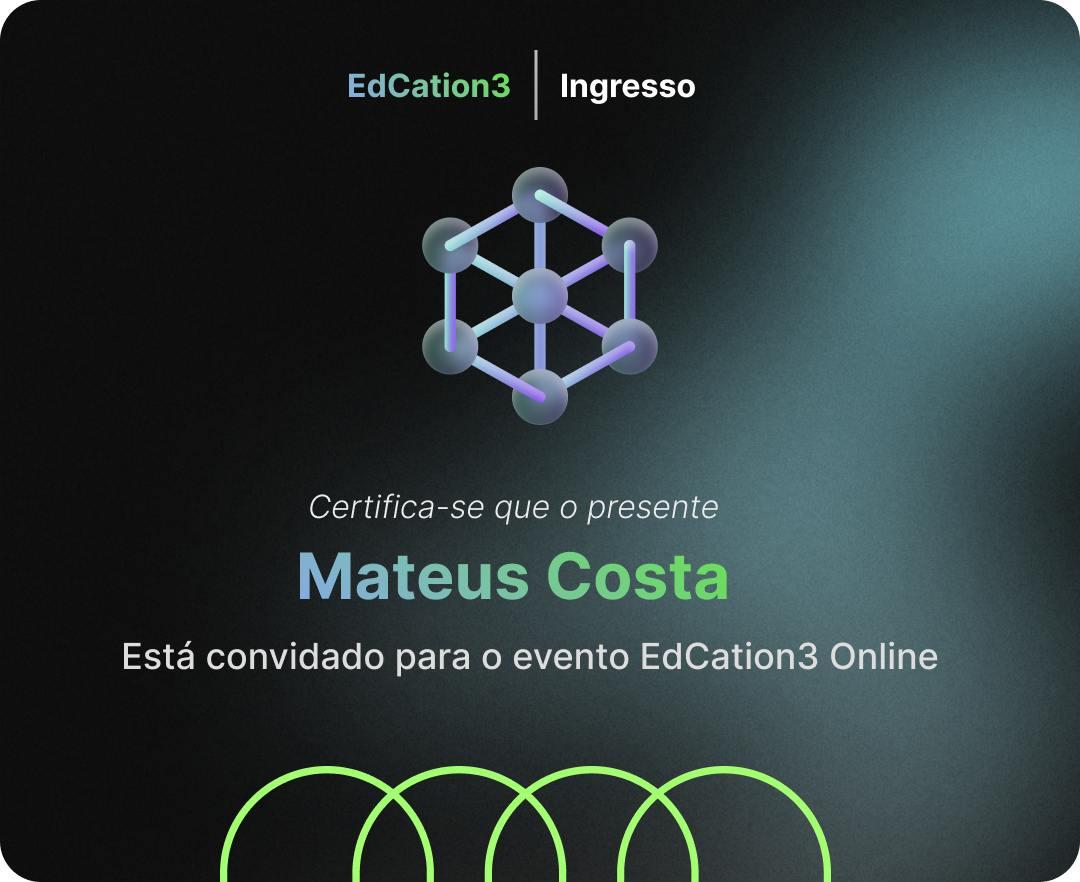 EdCation3 | Ingresso
Certifica-se que o presente
Mateus Costa
Está convidado para o evento EdCation3 Online